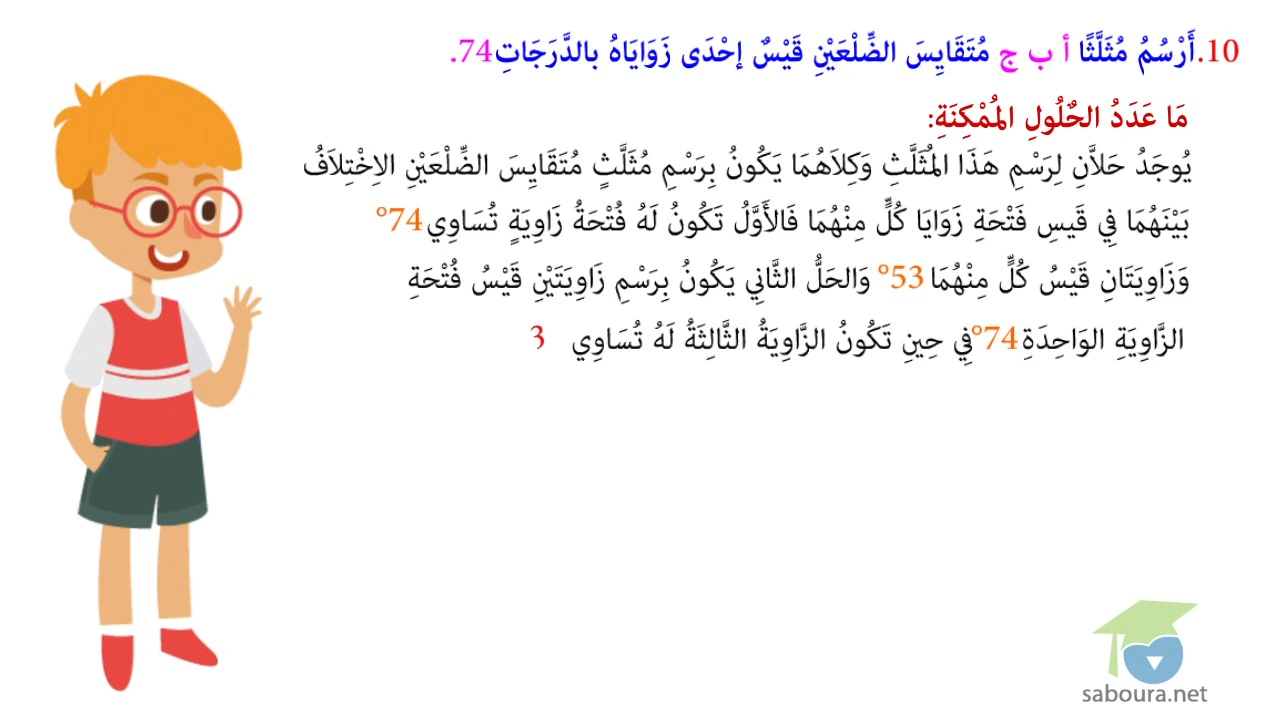 10.أَرْسُمُ مُثَلَّثًا أ ب ج مُتَقَايِسَ الضِّلْعَيْنِ قَيْسٌ إحْدَى زَوَايَاهُ بالدَّرَجَاتِ74.
مَا عَدَدُ الحُلُولِ المُمْكِنَةِ:
يُوجَدُ حَلاَّنِ لِرَسْمِ هَذَا المُثَلَّثِ وَكِلاَهُمَا يَكُونُ بِرَسْمِ مُثَلَّثٍ مُتَقَايِسَ الضِّلْعَيْنِ الاِخْتِلاَفُ
بَيْنَهُمَا فِي قَيسِ فَتْحَةِ زَوَايَا كُلٍّ مِنْهُمَا فَالأَوَّلُ تَكُونُ لَهُ فُتْحَةُ زَاوِيَةٍ تُسَاوِي74°
وَزَاوِيَتَانِ قَيْسُ كُلٍّ مِنْهُمَا 53° وَالحَلُّ الثَّانِي يَكُونُ بِرَسْمِ زَاوِيَتَيْنِ قَيْسُ فُتْحَةِ
الزَّاوِيَةِ الوَاحِدَةِ 74°فِي حِينِ تَكُونُ الزَّاوِيَةُ الثَّالِثَةُ لَهُ تُسَاوِي 3
saboura.net